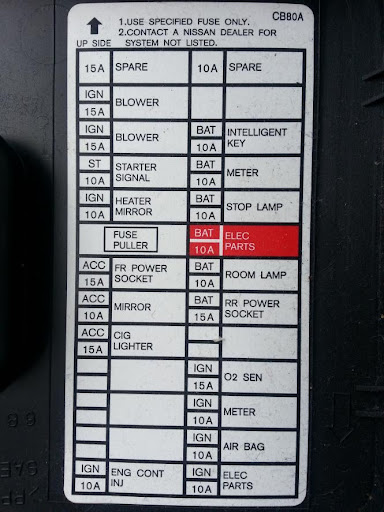 1.USE SPECIFIED FUSE ONLY.
CB80A
2.CONTACT A NISSAN DEALER FOR
UP SIDE
SYSTEM NOT LISTED.
15A SPARE 10A SPARE
IGN
15A
BLOWER
IGN
15A
BLOWER
BAT
10A
INTELLIGENT
KEY
ST
10A
STARTER
SIGNAL
BAT
10A
METER
IGN
10A
HEATER
MIRROR
BAT
10A
STOP LAMP
FUSE
PULLER
BAT
10A
ELEC
PARTS
ACC
15A
FR POWER
SOCKET
BAT
10A
ROOM LAMP
ACC
10A
MIRROR
BAT
15A
RR POWER
SOCKET
ACC
15A
CIG
LIGHTER
IGN
15A
O2 SEN
IGN
10A
METER
IGN
10A
AIR BAG
IGN
10A
ENG CONT
INJ
IGN
10A
ELEC
PARTS